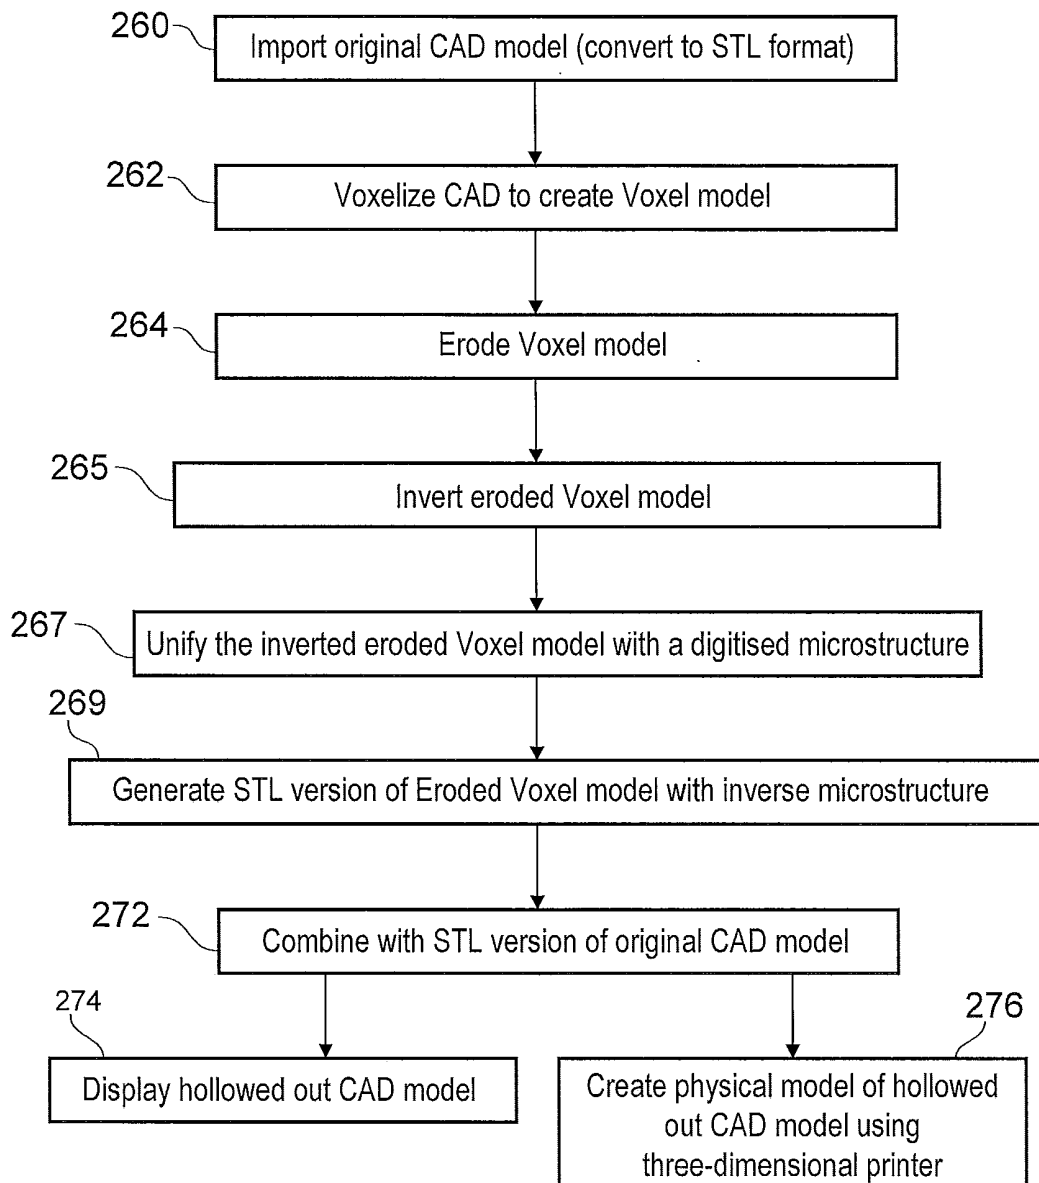 260
Import original CAD model (convert to STL format)
262
Voxelize CAD to create Voxel model
264
Erode Voxel model
265
Invert eroded Voxel model
267
Unify the inverted eroded Voxel model with a digitised microstructure
269
Generate STL version of Eroded Voxel model with inverse microstructure
272
Combine with STL version of original CAD model
274
Display hollowed out CAD model
276
Create physical model of hollowed
out CAD model using
three-dimensional printer